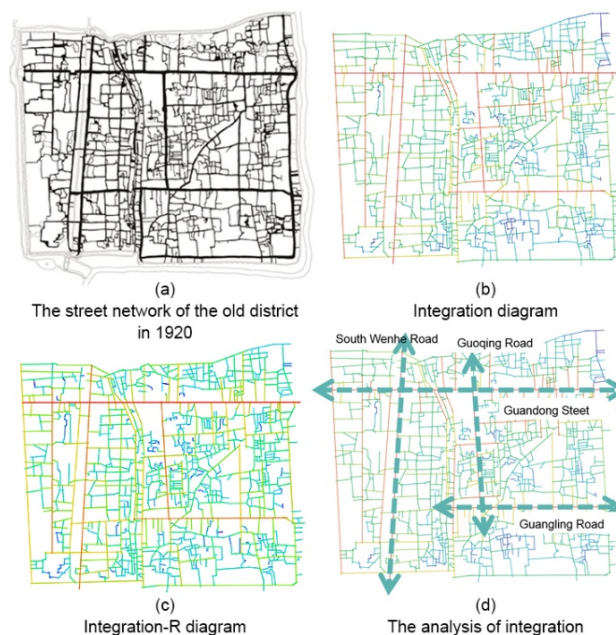 (a)
The street network of the old district
in 1920
(b)
Integration diagram
(c)
Integration-R diagram
South Wenhe Road
Guoqing Road
Guandong Steet
Guangling Road
(d)
The analysis of integration